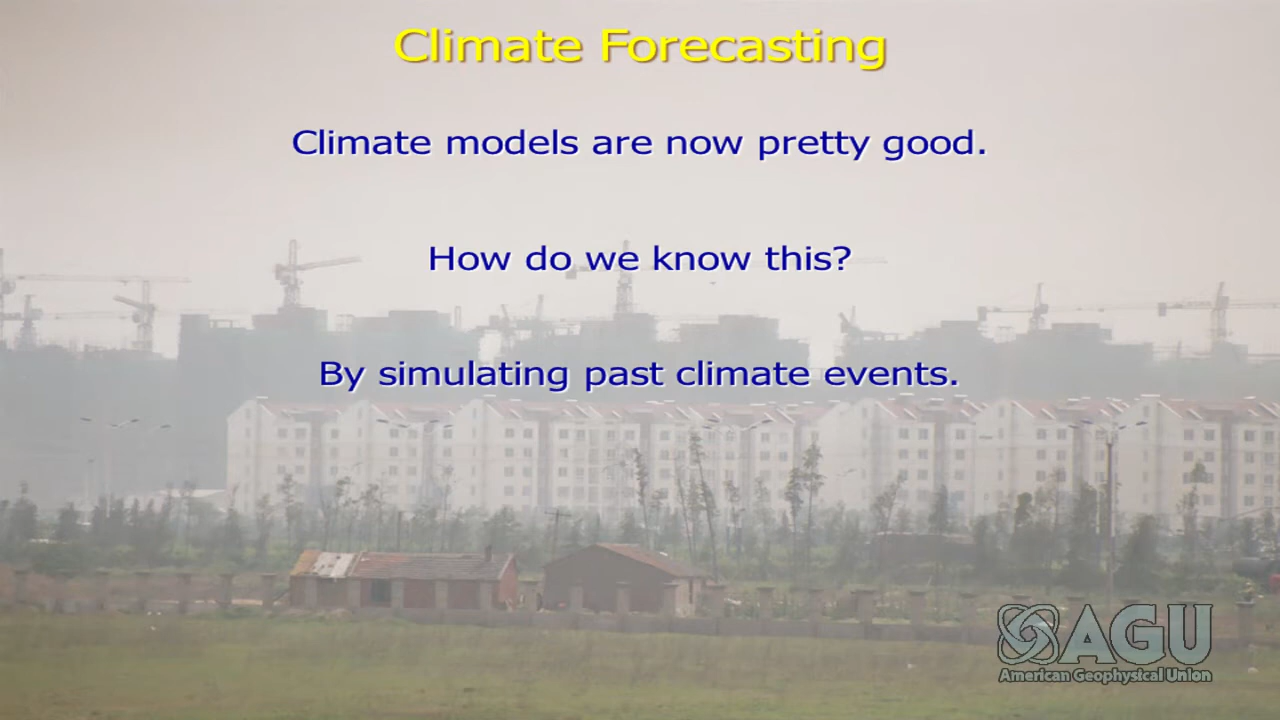 Climate Forecasting
Climate models are now pretty good.
How do we know this?
By simulating past climate events.
AGU
American Geophysical Union